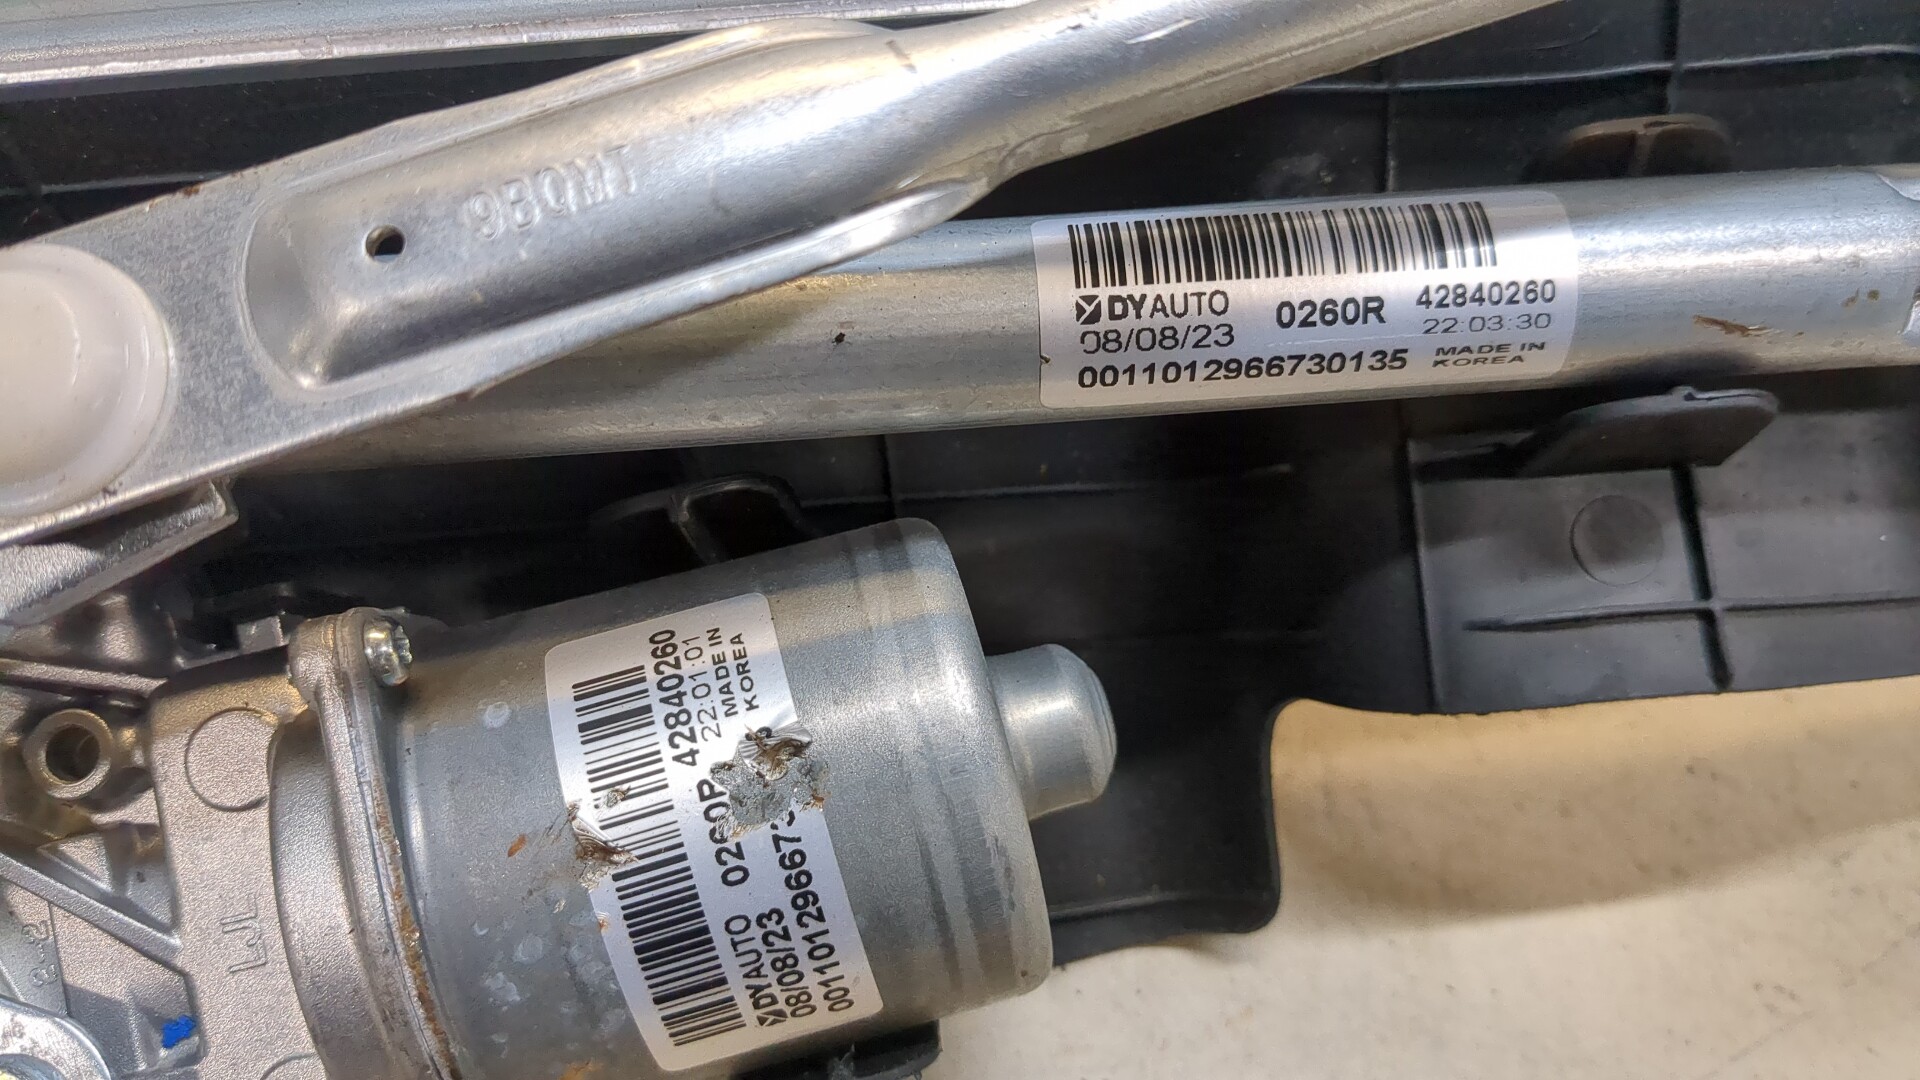 9BQMT
DYAUTO 0260R 42840260
08/08/23 22:03:30
0011012966730135 MADE IN
KOREA
DYAUTO 42840260
08/08/23 22:01:01
MADE IN
KOREA
LJL